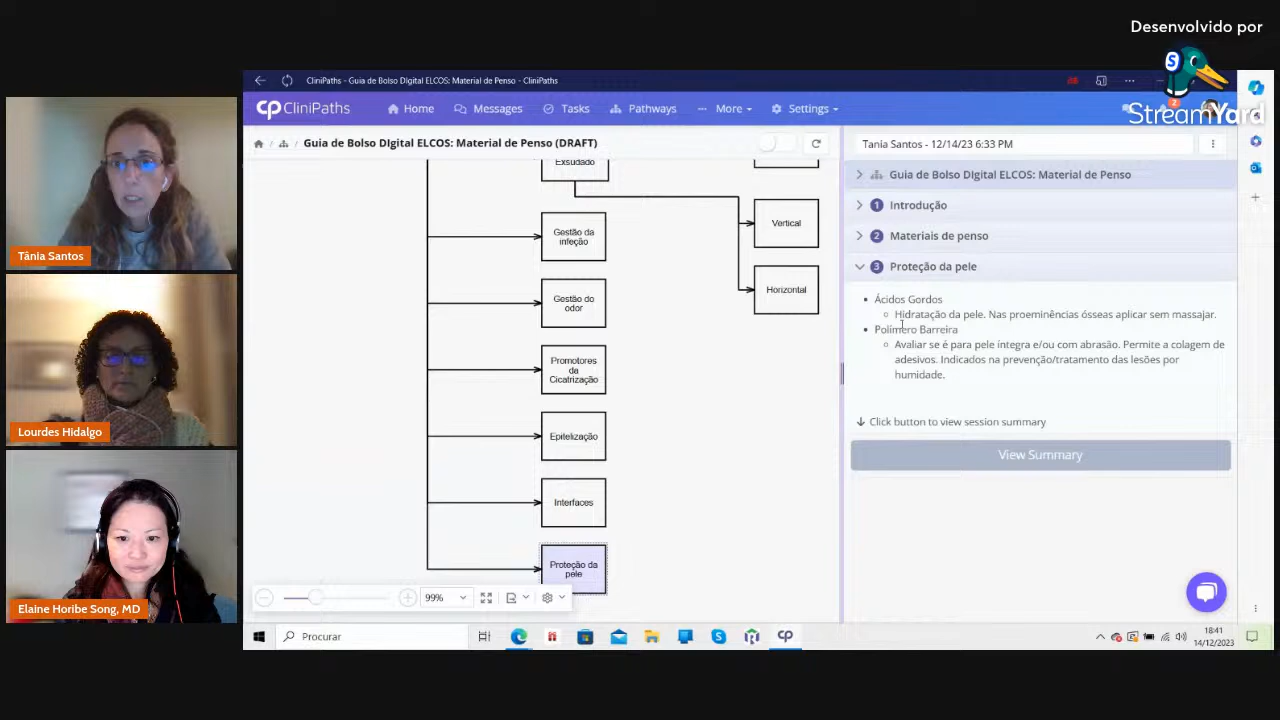 Desenvolvido por
StreamYard
CliniPaths - Guia de Bolso DIgital ELCOS: Material de Penso - CliniPaths
CliniPaths
Home
Messages
Tasks
Pathways
More
Settings
2
Guia de Bolso DIgital ELCOS: Material de Penso (DRAFT)
Tania Santos - 12/14/23 6:33 PM
Exsudado
Gestão da
infeção
Gestão do
odor
Promotores
da
Cicatrização
Epitelização
Interfaces
Proteção da
pele
Vertical
Horizontal
Guia de Bolso DIgital ELCOS: Material de Penso
1 Introdução
2 Materiais de penso
3 Proteção da pele
Ácidos Gordos
Hidratação da pele. Nas proeminências ósseas aplicar sem massajar.
Polímero Barreira
Avaliar se é para pele íntegra e/ou com abrasão. Permite a colagem de
adesivos. Indicados na prevenção/tratamento das lesões por
humidade.
Click button to view session summary
View Summary
99%
Procurar
18:41
14/12/2023
Tânia Santos
Lourdes Hidalgo
Elaine Horibe Song, MD